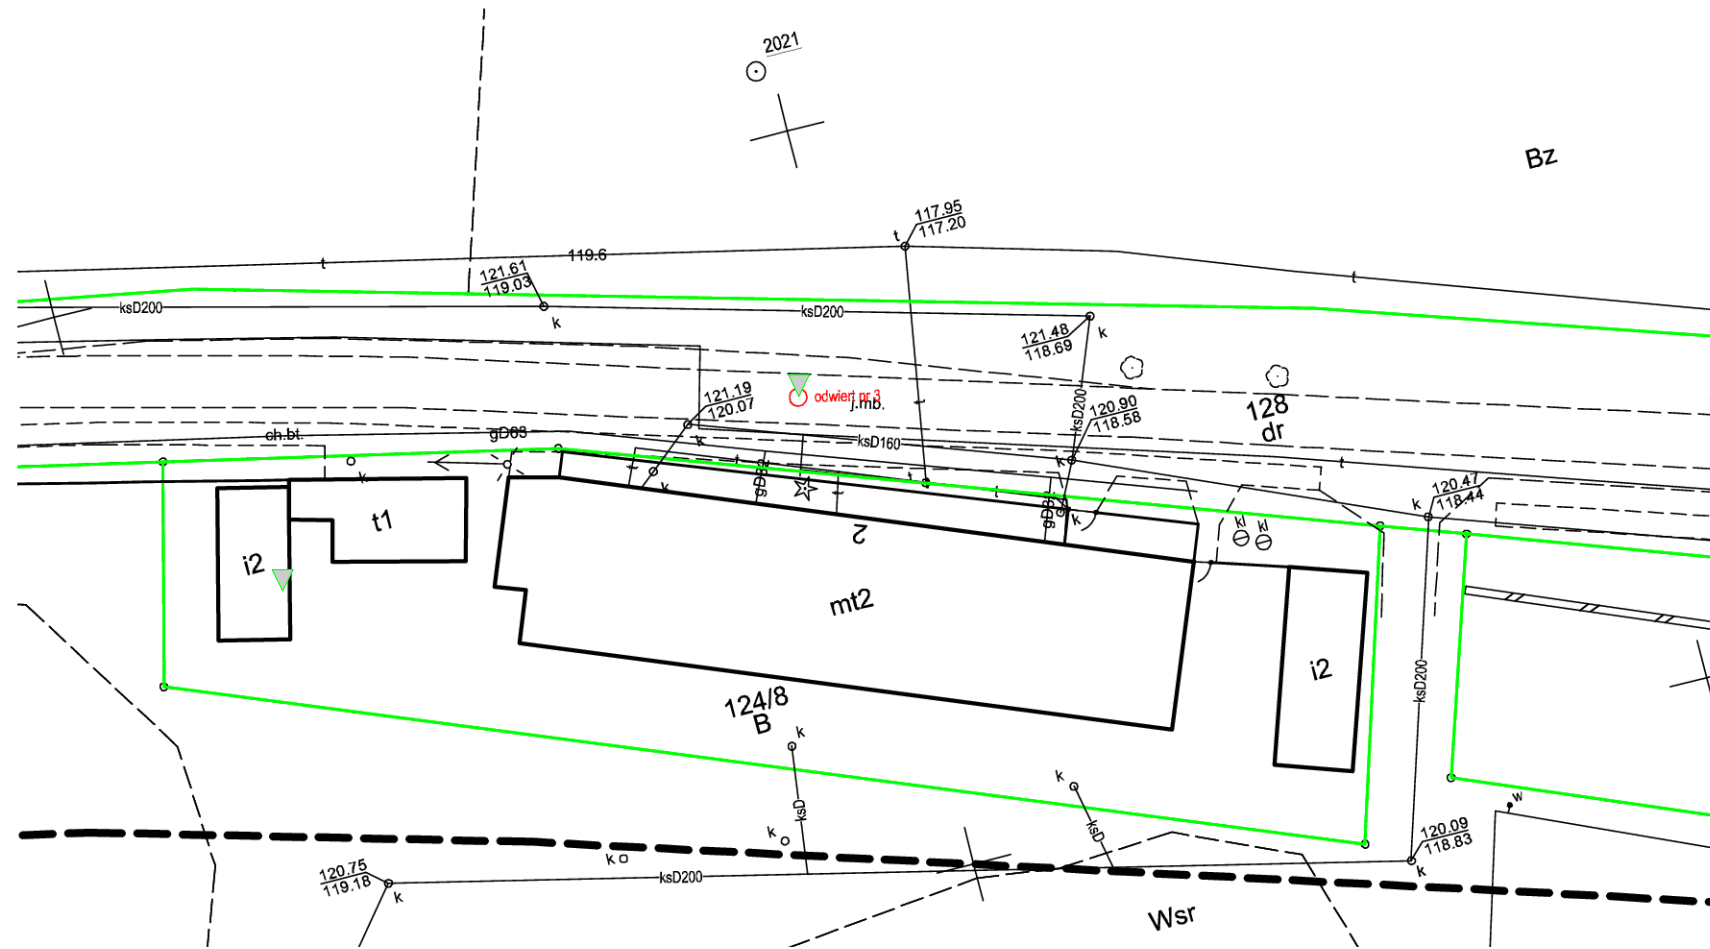 2021
Bz
117.95
117.20
t
t
119.6
t
121.61
119.03
k
ksD200
ksD200
121.48
118.69
k
121.19
120.07
k
odwiert nr 3
j.mb.
ksD200
120.90
118.58
128
dr
ch.bt.
gD63
ksD160
t
k
k
k
t
t
t
k
120.47
118.44
k
kl
kl
t1
i2
2
mt2
i2
124/8
B
ksD200
k
ksD
k
ksD
k
k
w
120.09
118.83
k
120.75
119.18
k
ksD200
Wsr